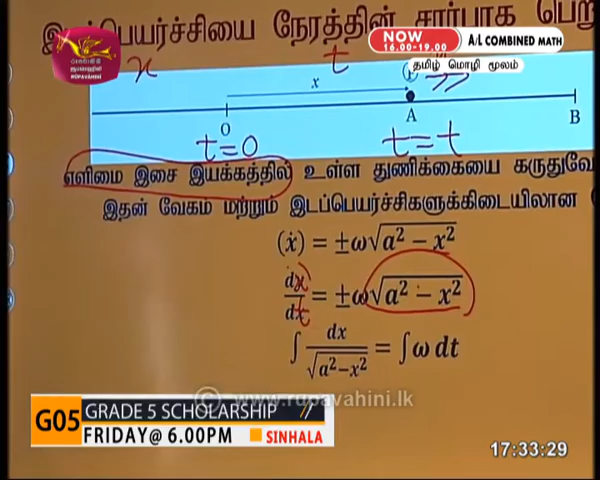 இடப்பெயர்ச்சியை நேரத்தின் சார்பாக
NOW
16.00-19.00
A/L COMBINED MATH
தமிழ் மொழி மூலம்
RUPAVAHINI
x
t
x
O
A
B
t=0
t=t
எளிமை இசை இயக்கத்தில் உள்ள துணிக்கையை
இதன் வேகம் மற்றும் இடப்பெயர்ச்சிகளுக்கிடையிலான
(ẋ) = ±ω√(a² − x²)
dx/dt = ±ω√(a² − x²)
∫ dx/√(a²−x²) = ∫ω dt
© www.rupavahini.lk
G05
GRADE 5 SCHOLARSHIP //
FRIDAY@ 6.00PM
SINHALA
17:33:29